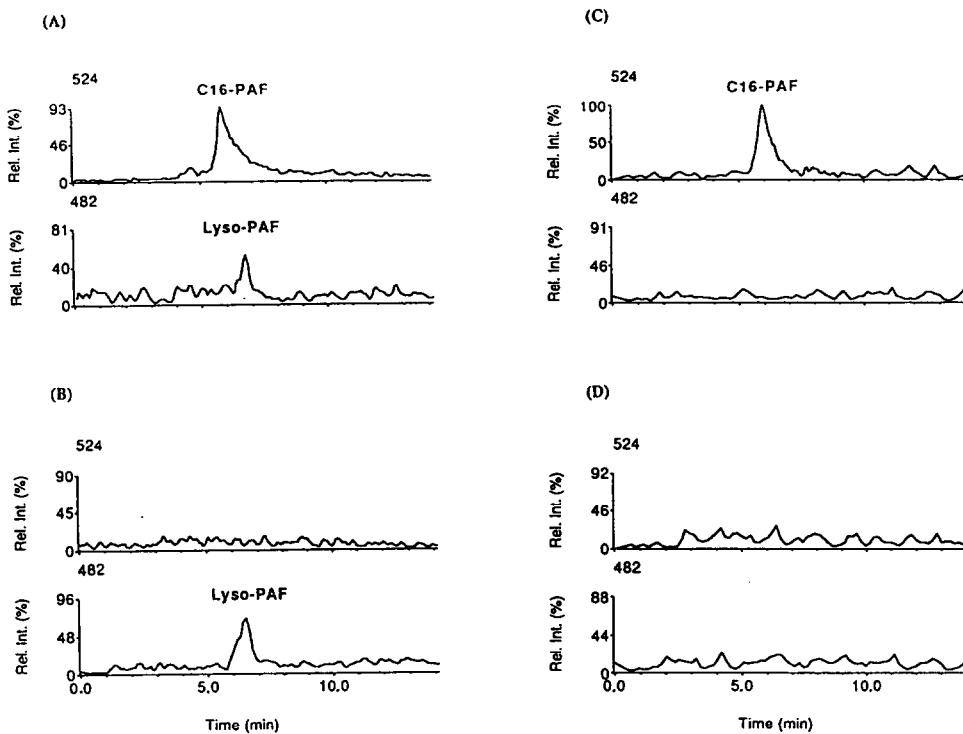 (A)
524
C16-PAF
Rel. Int. (%)
93
46
0
482
Lyso-PAF
Rel. Int. (%)
81
40
0
(B)
524
Rel. Int. (%)
90
45
0
482
Lyso-PAF
Rel. Int. (%)
96
48
0
0.0
5.0
10.0
Time (min)
(C)
524
C16-PAF
Rel. Int. (%)
100
50
0
482
Rel. Int. (%)
91
46
0
(D)
524
Rel. Int. (%)
92
46
0
482
Rel. Int. (%)
88
44
0
0.0
5.0
10.0
Time (min)